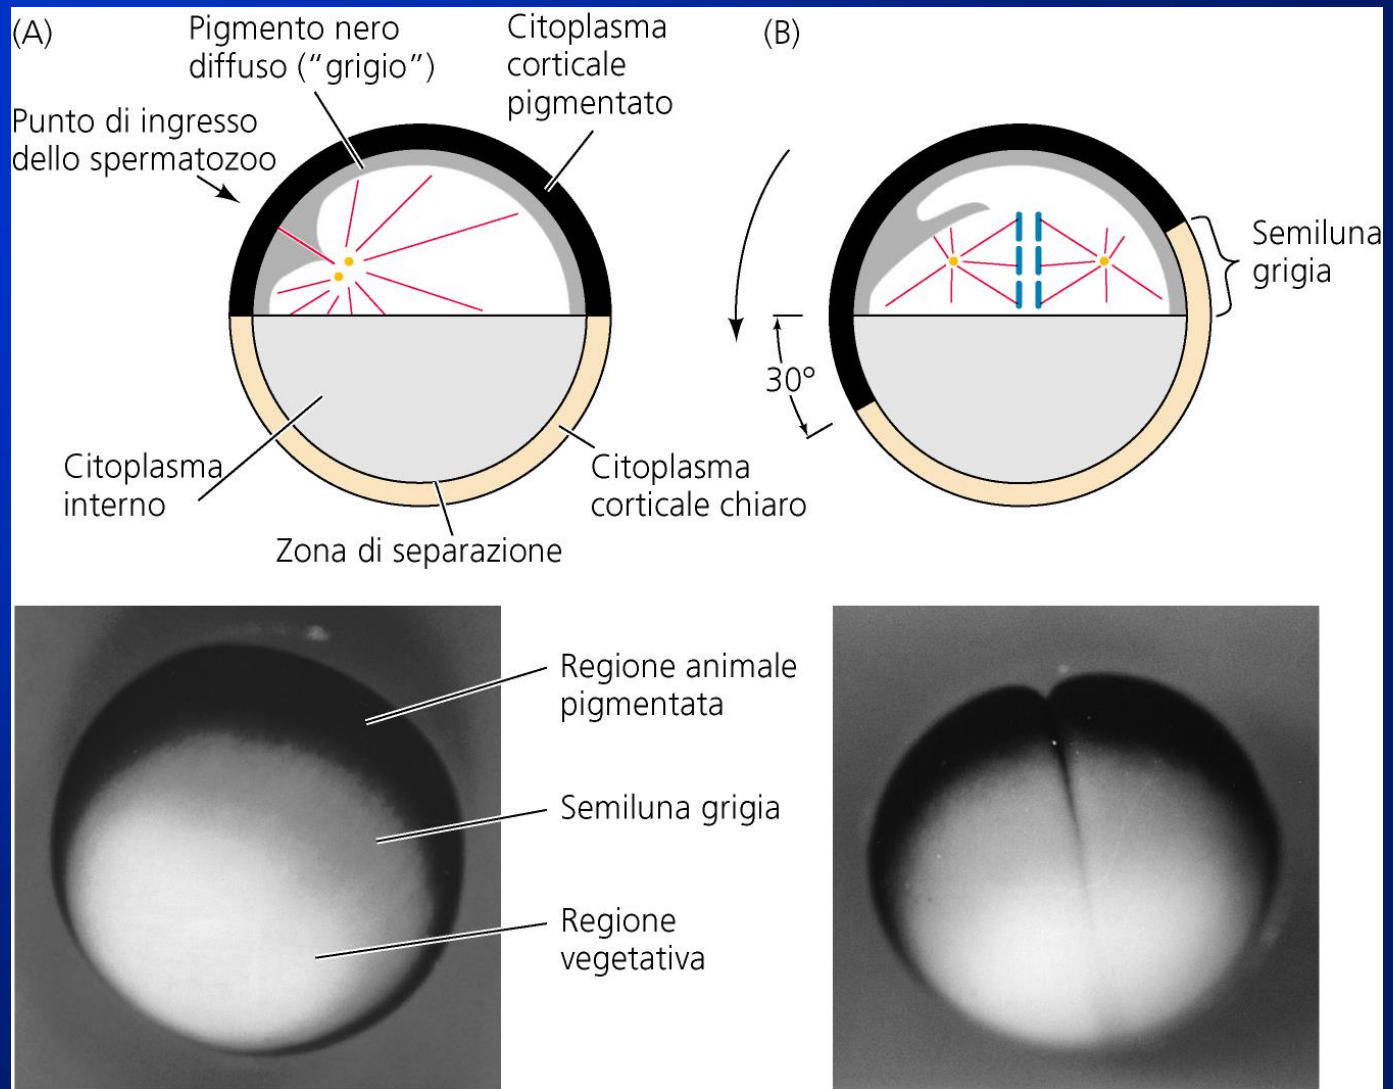 (A)
Pigmento nero
diffuso (“grigio”)
Citoplasma
corticale
pigmentato
(B)
Punto di ingresso
dello spermatozoo
Semiluna
grigia
30°
Citoplasma
interno
Citoplasma
corticale chiaro
Zona di separazione
Regione animale
pigmentata
Semiluna grigia
Regione
vegetativa